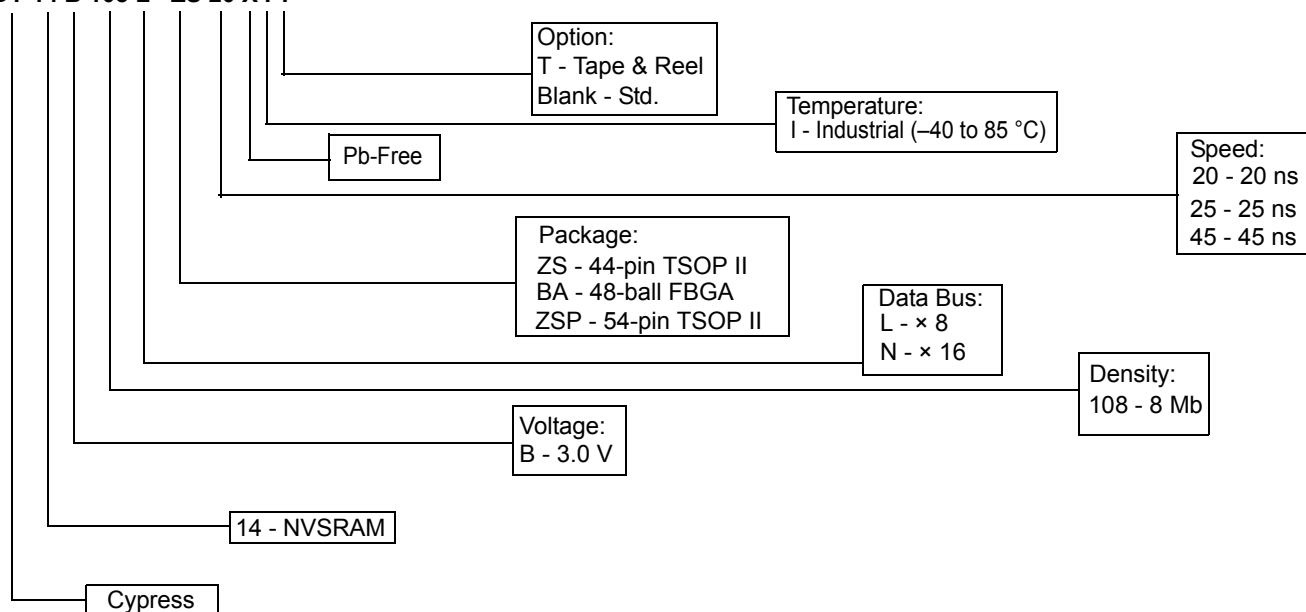 Option:
T - Tape & Reel
Blank - Std.
Temperature:
I - Industrial (–40 to 85 °C)
Pb-Free
Speed:
20 - 20 ns
25 - 25 ns
45 - 45 ns
Package:
ZS - 44-pin TSOP II
BA - 48-ball FBGA
ZSP - 54-pin TSOP II
Data Bus:
L - × 8
N - × 16
Density:
108 - 8 Mb
Voltage:
B - 3.0 V
14 - NVSRAM
Cypress